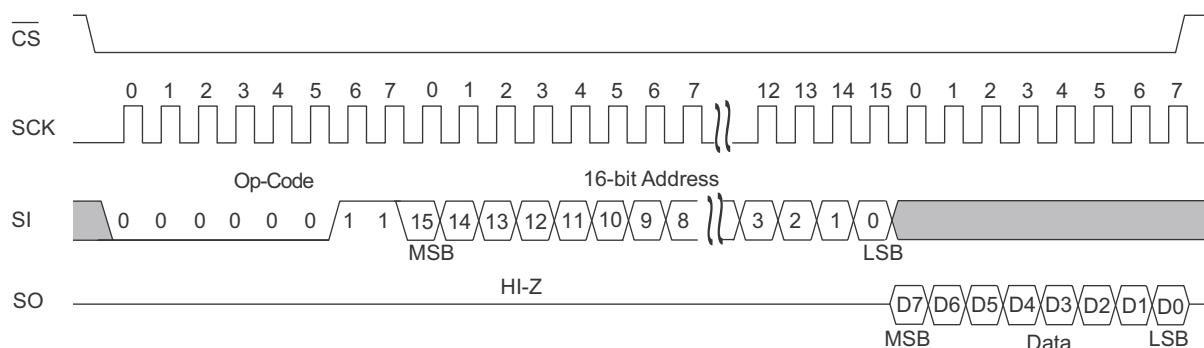 CS
0 1 2 3 4 5 6 7 0 1 2 3 4 5 6 7 12 13 14 15 0 1 2 3 4 5 6 7
SCK
Op-Code 16-bit Address
SI 0 0 0 0 0 0 1 1 15 14 13 12 11 10 9 8 3 2 1 0
MSB LSB
HI-Z
SO D7 D6 D5 D4 D3 D2 D1 D0
MSB Data LSB